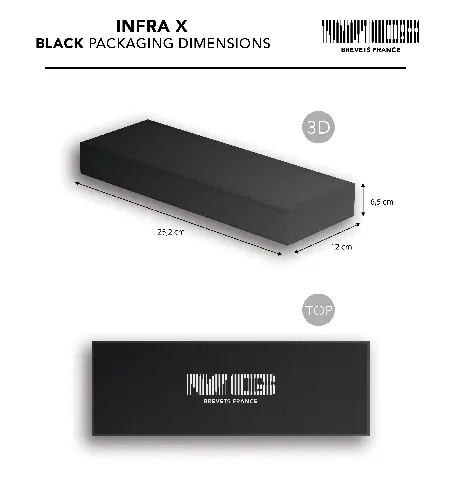 INFRA X
BLACK PACKAGING DIMENSIONS
BREVETS FRANCE
3D
6,5 cm
25,2 cm
12 cm
TOP
BREVETS FRANCE